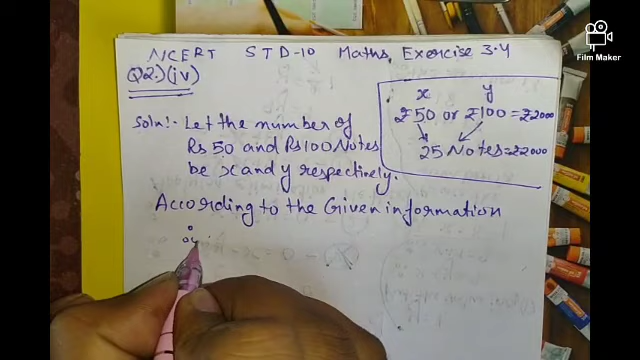 NCERT STD-10 Maths Exercise 3.4
Q2.)(iv)
x y
₹50 or ₹100=₹2000
25 Notes=₹2000
Soln:- Let the number of
Rs 50 and Rs 100 Notes
be x and y respectively.
According to the Given information
Film Maker